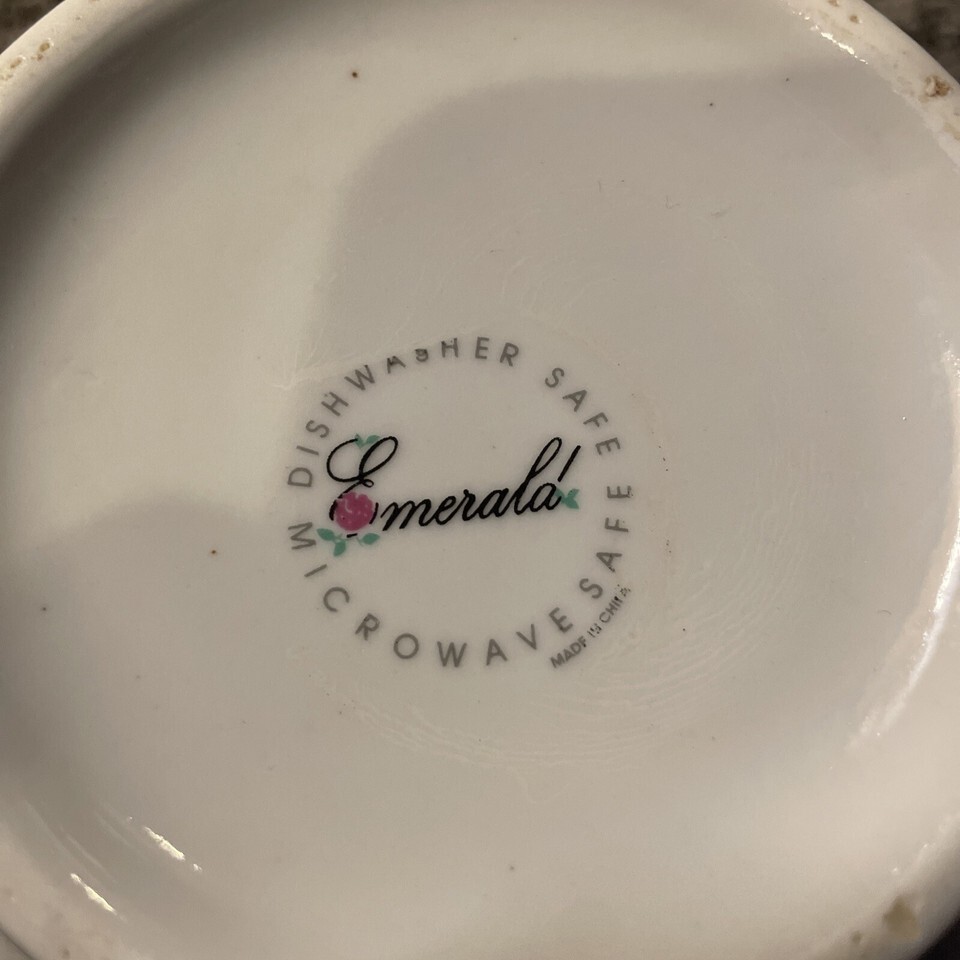 DISHWASHER SAFE
Emerald
MICROWAVE SAFE
MADE IN CHINA